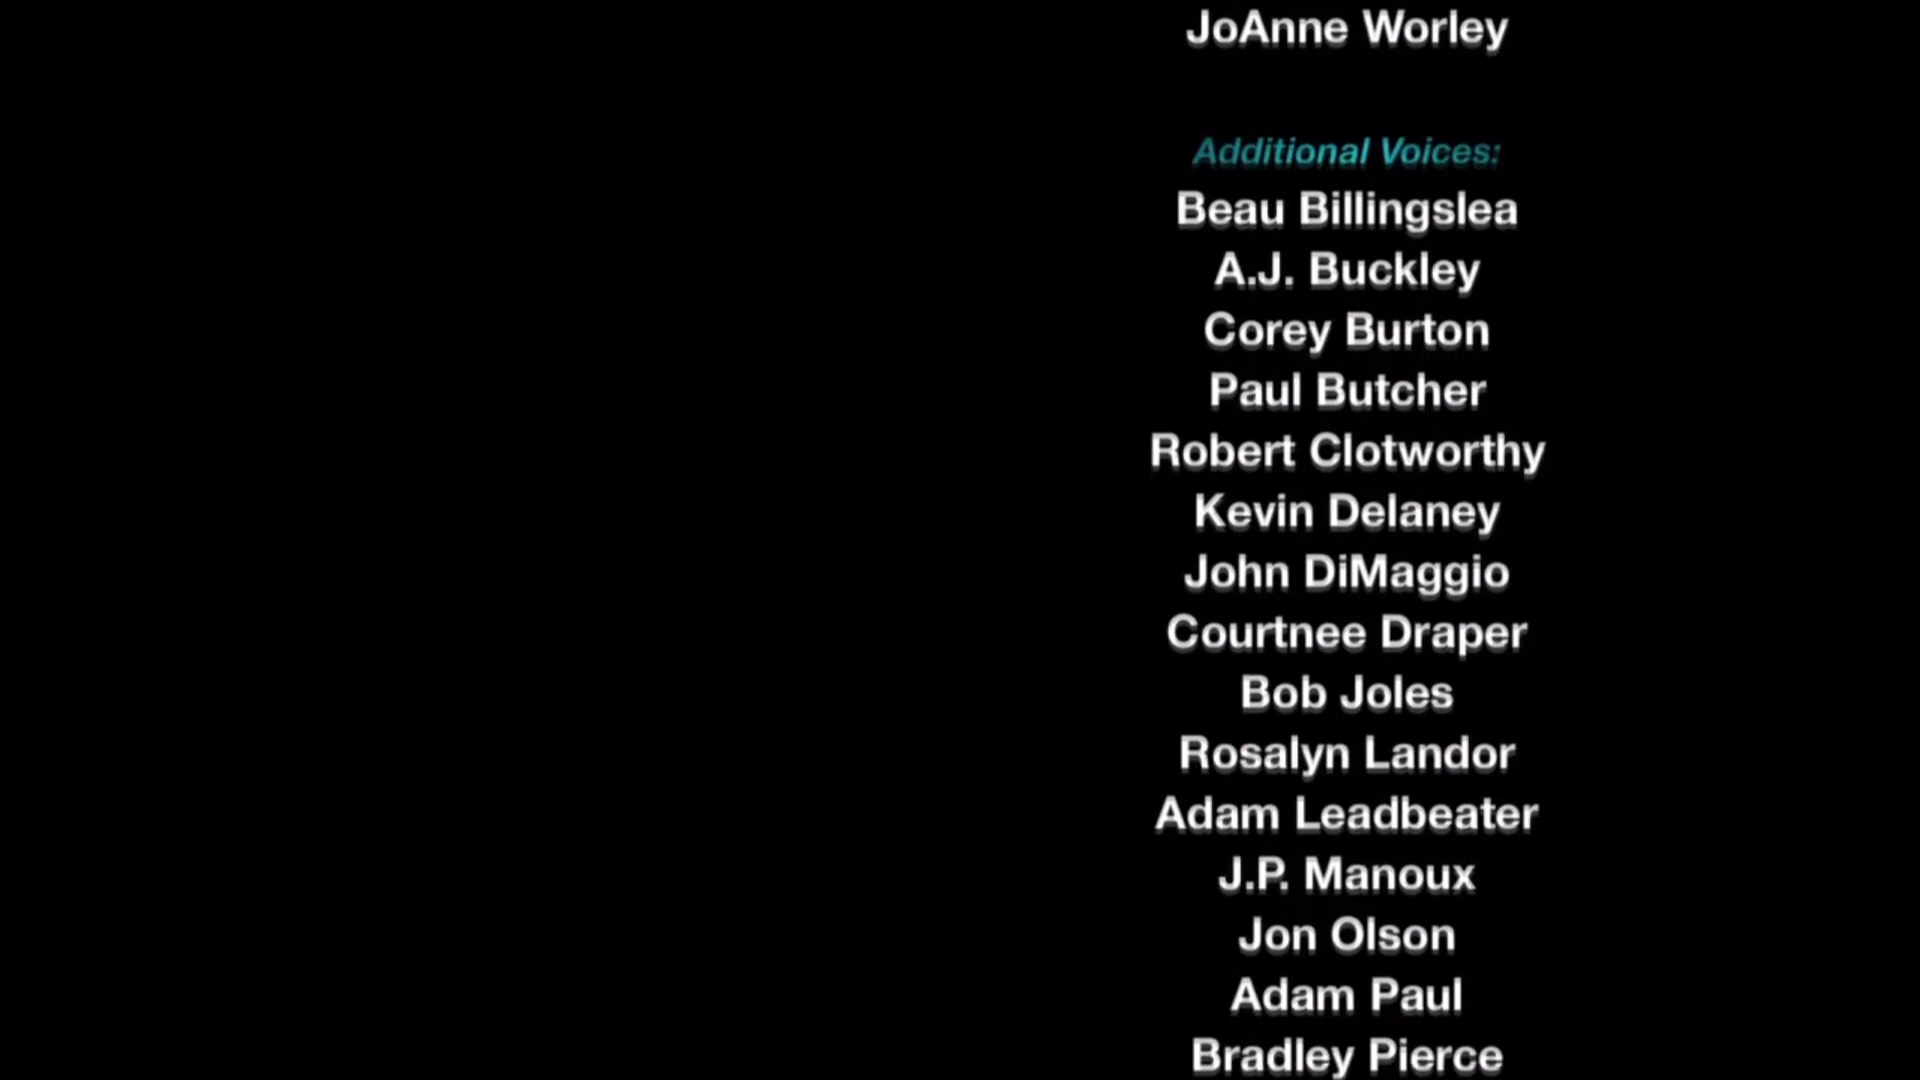 JoAnne Worley
Additional Voices:
Beau Billingslea
A.J. Buckley
Corey Burton
Paul Butcher
Robert Clotworthy
Kevin Delaney
John DiMaggio
Courtnee Draper
Bob Joles
Rosalyn Landor
Adam Leadbeater
J.P. Manoux
Jon Olson
Adam Paul
Bradley Pierce